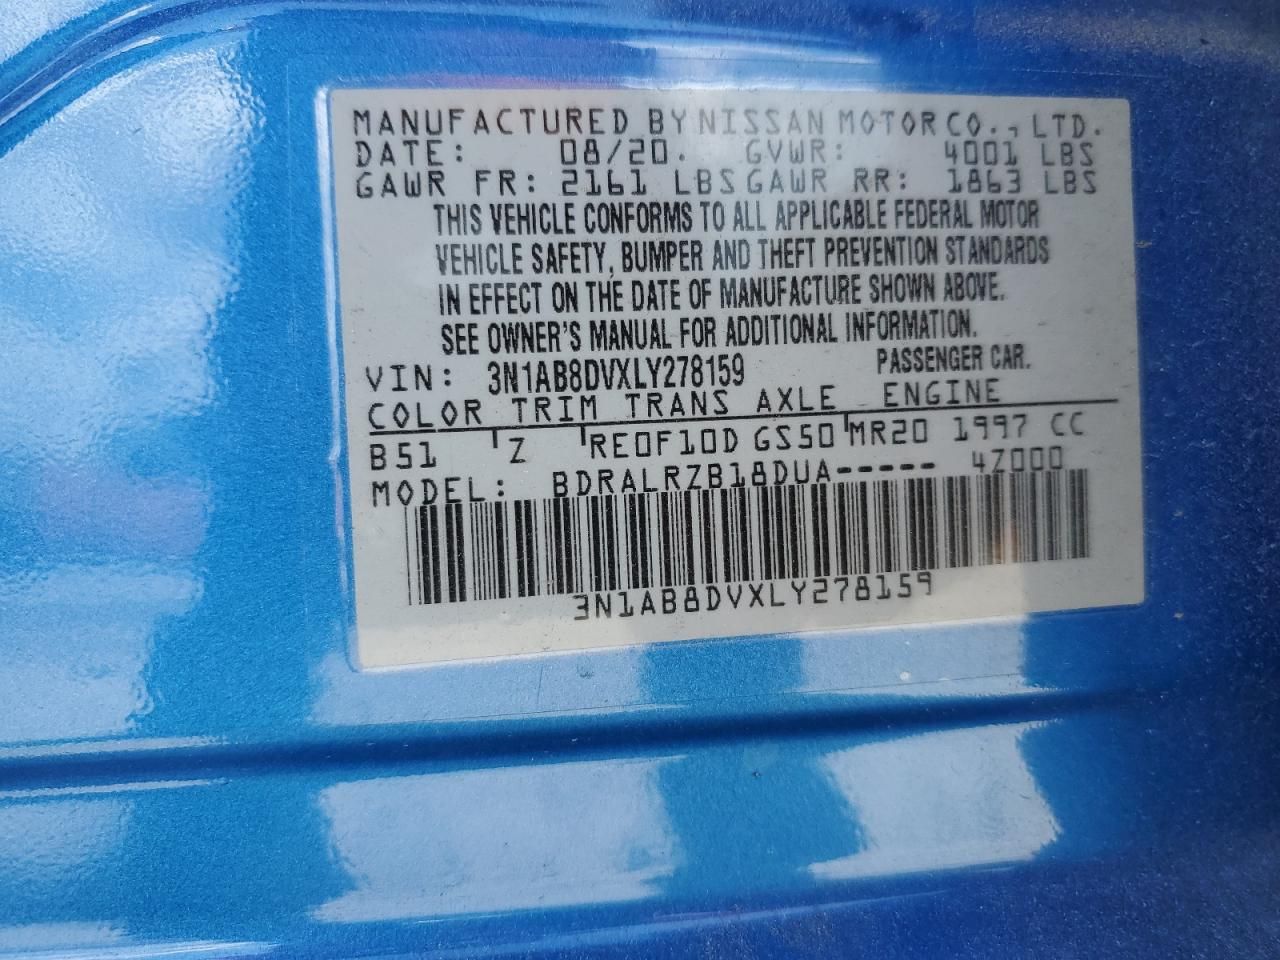 MANUFACTURED BY NISSAN MOTOR CO., LTD.
DATE: 08/20. GVWR: 4001 LBS
GAWR FR: 2161 LBS GAWR RR: 1863 LBS
THIS VEHICLE CONFORMS TO ALL APPLICABLE FEDERAL MOTOR
VEHICLE SAFETY, BUMPER AND THEFT PREVENTION STANDARDS
IN EFFECT ON THE DATE OF MANUFACTURE SHOWN ABOVE.
SEE OWNER'S MANUAL FOR ADDITIONAL INFORMATION.
VIN: 3N1AB8DVXLY278159 PASSENGER CAR.
COLOR TRIM TRANS AXLE ENGINE
B51 Z RE0F10D GS50 MR20 1997 CC
MODEL: BDRALRZB18DUA----- 4Z000
3N1AB8DVXLY278159